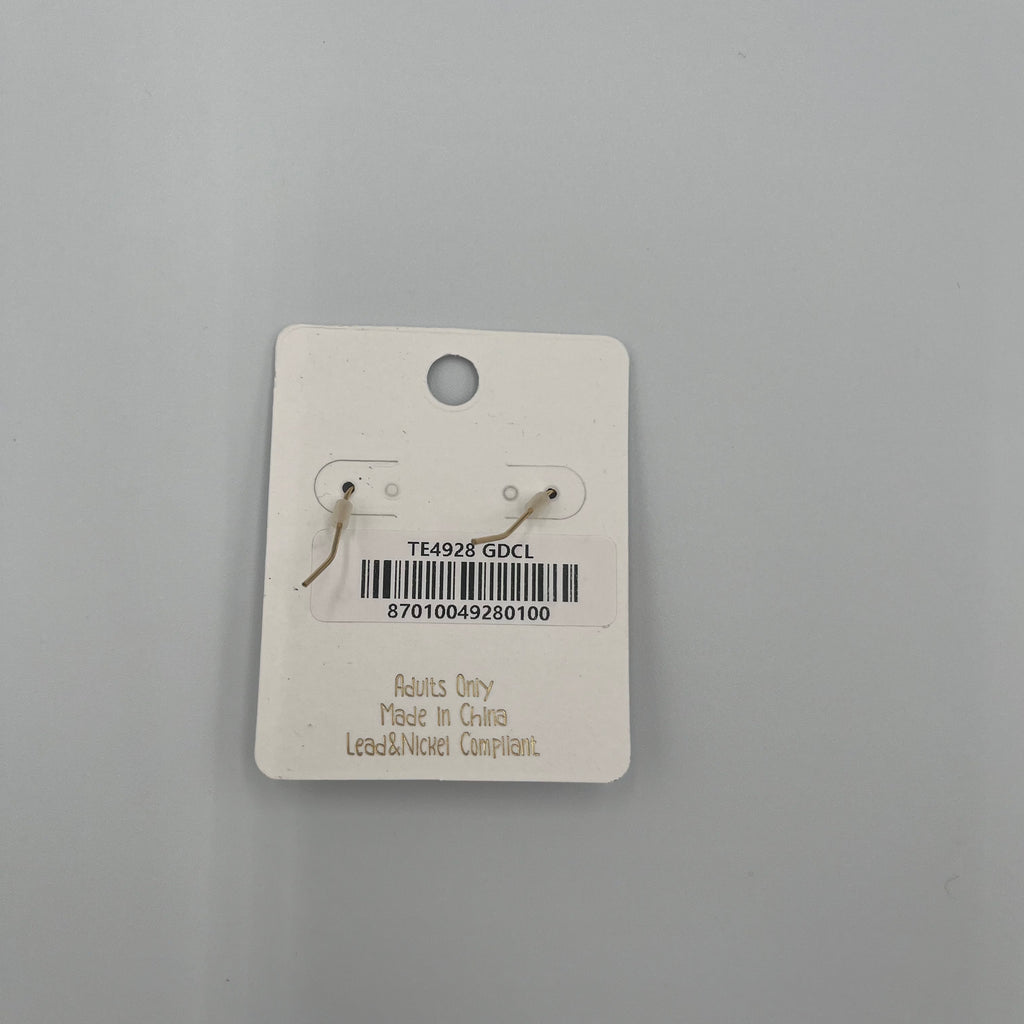 TE4928 GDCL
87010049280100
Adults Only
Made In China
Lead&Nickel Compliant